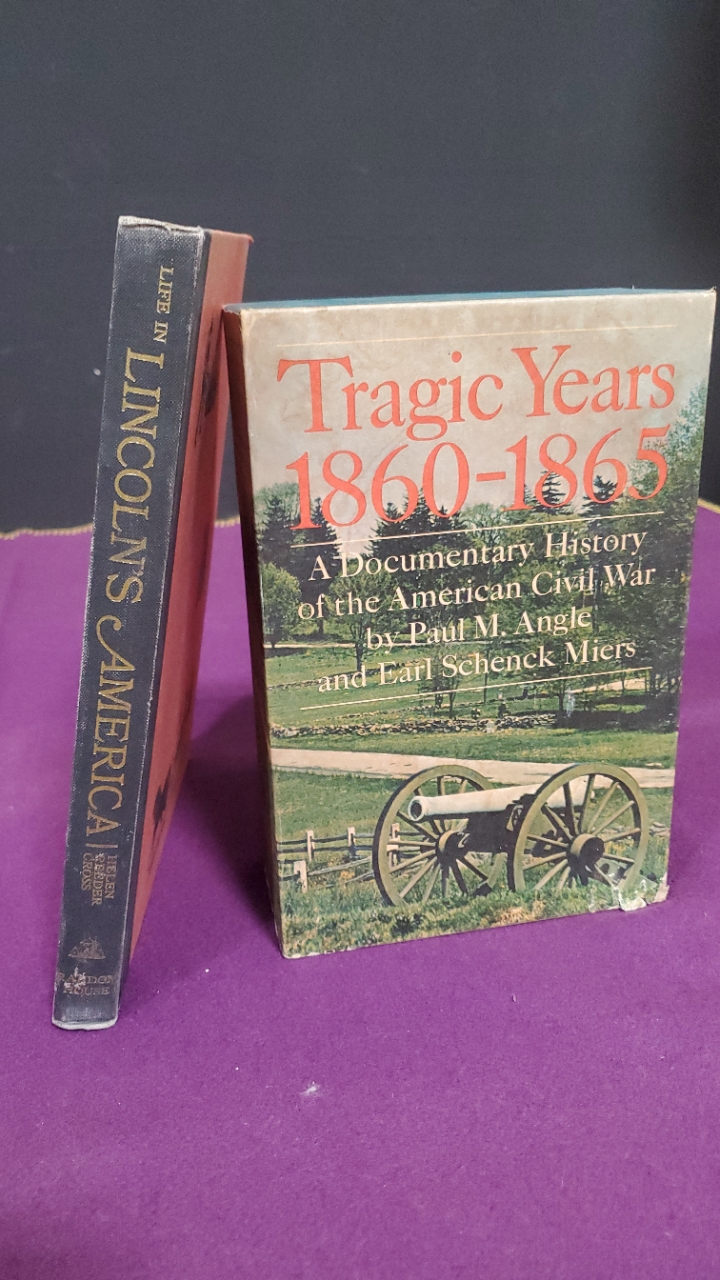 LIFE IN LINCOLN'S AMERICA
HELEN
REEDER
CROSS
RANDOM
HOUSE
Tragic Years
1860-1865
A Documentary History
of the American Civil War
by Paul M. Angle
and Earl Schenck Miers